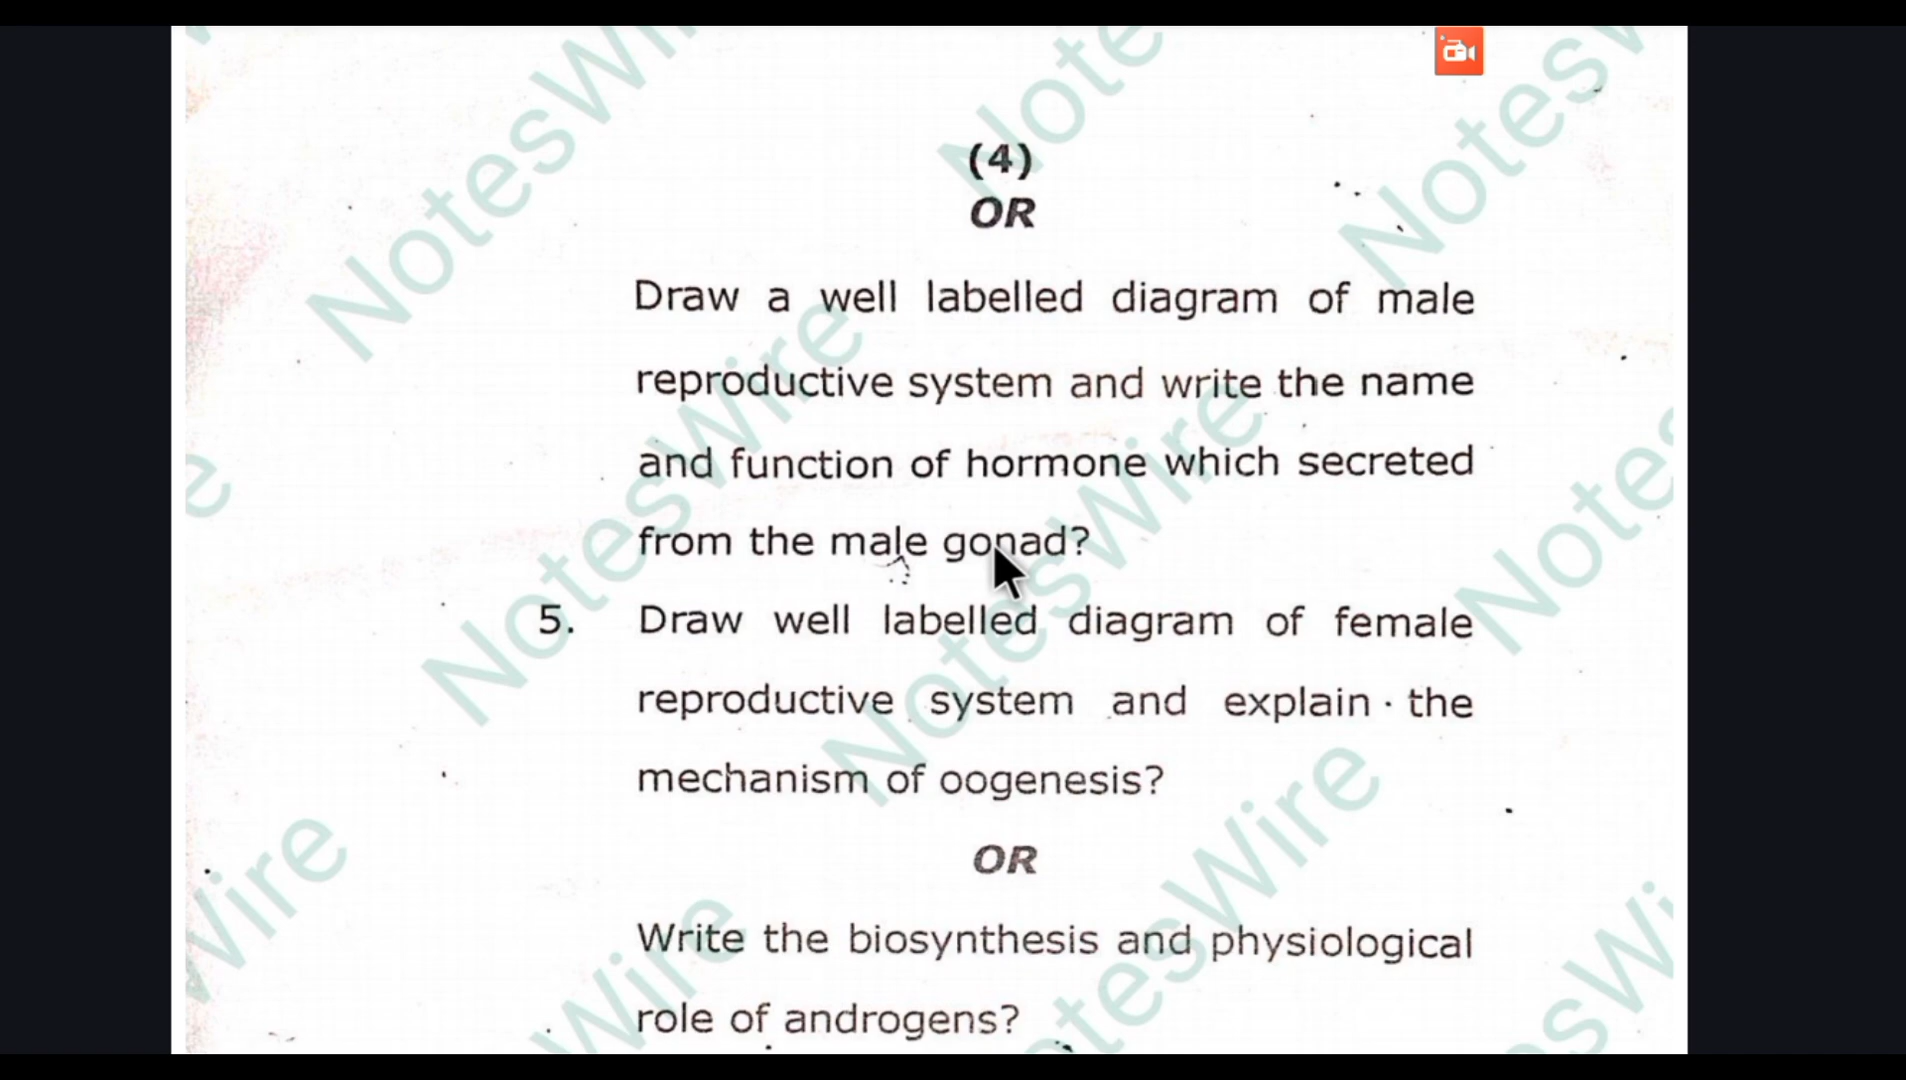 (4)
OR
Draw a well labelled diagram of male
reproductive system and write the name
and function of hormone which secreted
from the male gonad?
5. Draw well labelled diagram of female
reproductive system and explain the
mechanism of oogenesis?
OR
Write the biosynthesis and physiological
role of androgens?
NotesWire